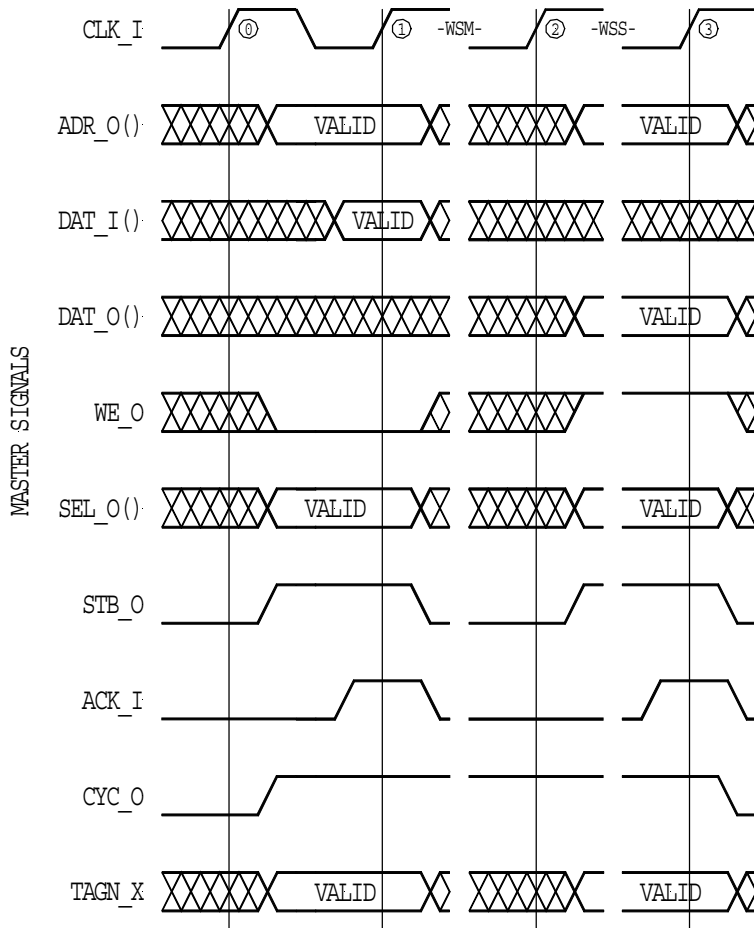 CLK_I
0
1
-WSM-
2
-WSS-
3
ADR_O()
VALID
VALID
DAT_I()
VALID
DAT_O()
VALID
MASTER SIGNALS
WE_O
SEL_O()
VALID
VALID
STB_O
ACK_I
CYC_O
TAGN_X
VALID
VALID